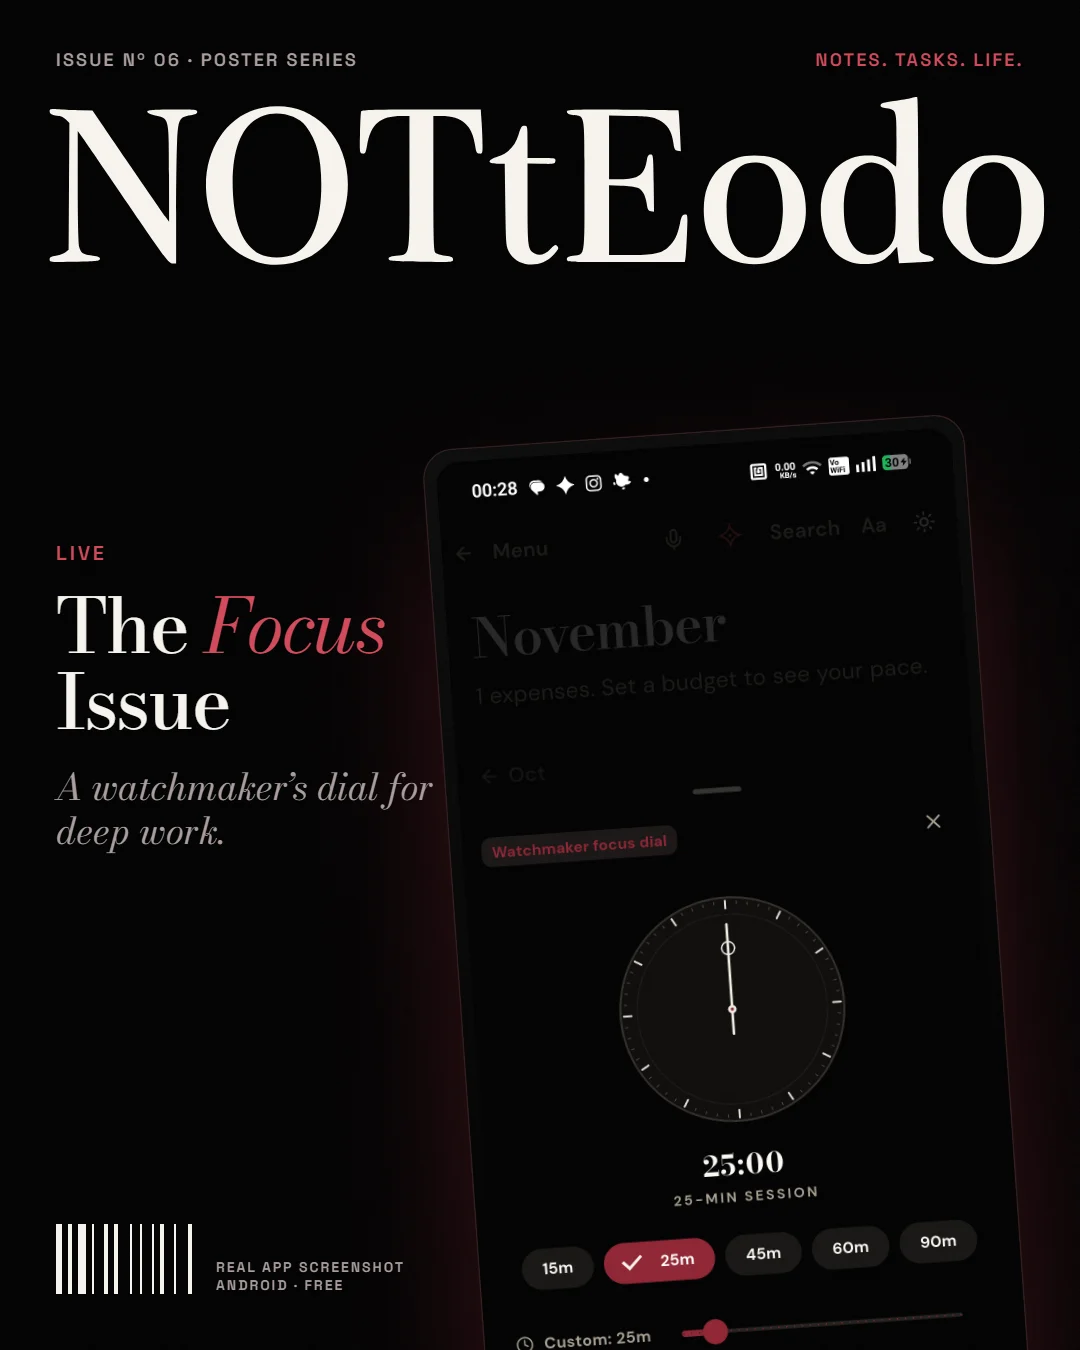 ISSUE Nº 06 · POSTER SERIES
NOTES. TASKS. LIFE.
NOTtEodo
LIVE
The Focus
Issue
A watchmaker’s dial for
deep work.
00:28
0.00
KB/s
Vo
WiFi
30
Menu
Search Aa
November
1 expenses. Set a budget to see your pace.
Oct
Watchmaker focus dial
25:00
25-MIN SESSION
15m 25m 45m 60m 90m
Custom: 25m
REAL APP SCREENSHOT
ANDROID · FREE